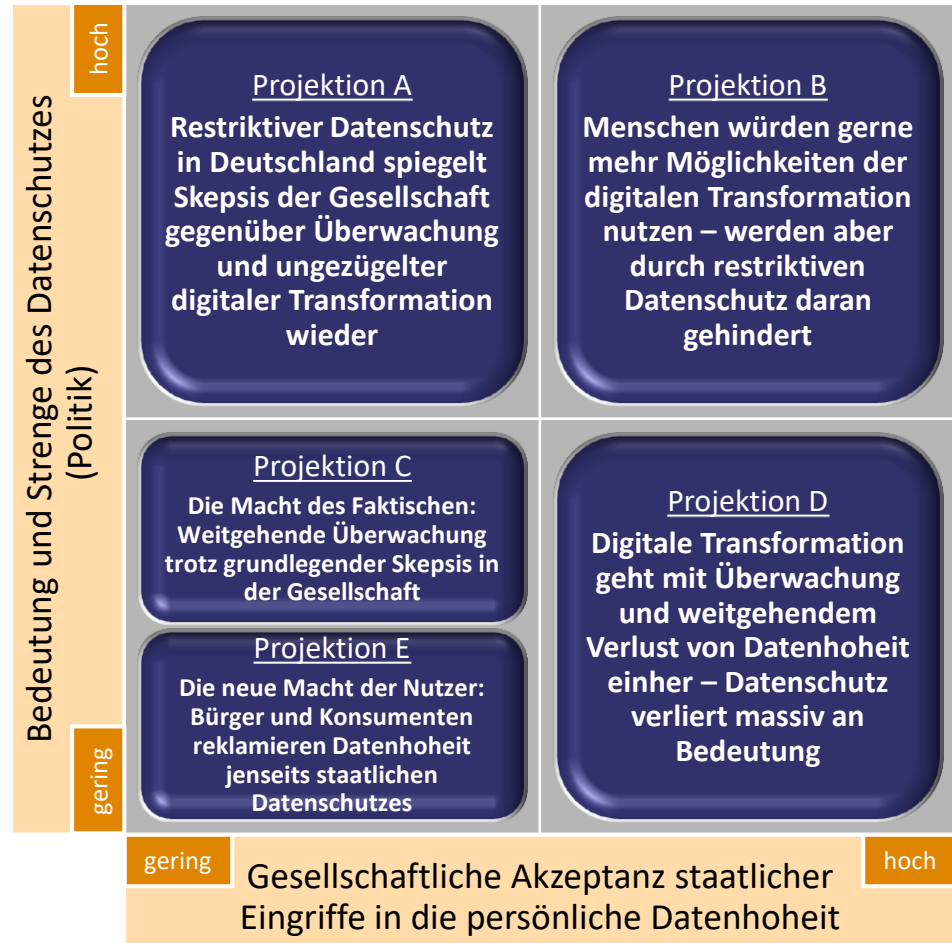 Bedeutung und Strenge des Datenschutzes
(Politik)
hoch
gering
Projektion A
Restriktiver Datenschutz
in Deutschland spiegelt
Skepsis der Gesellschaft
gegenüber Überwachung
und ungezügelter
digitaler Transformation
wieder
Projektion B
Menschen würden gerne
mehr Möglichkeiten der
digitalen Transformation
nutzen – werden aber
durch restriktiven
Datenschutz daran
gehindert
Projektion C
Die Macht des Faktischen:
Weitgehende Überwachung
trotz grundlegender Skepsis in
der Gesellschaft
Projektion E
Die neue Macht der Nutzer:
Bürger und Konsumenten
reklamieren Datenhoheit
jenseits staatlichen
Datenschutzes
Projektion D
Digitale Transformation
geht mit Überwachung
und weitgehendem
Verlust von Datenhoheit
einher – Datenschutz
verliert massiv an
Bedeutung
gering
Gesellschaftliche Akzeptanz staatlicher
Eingriffe in die persönliche Datenhoheit
hoch